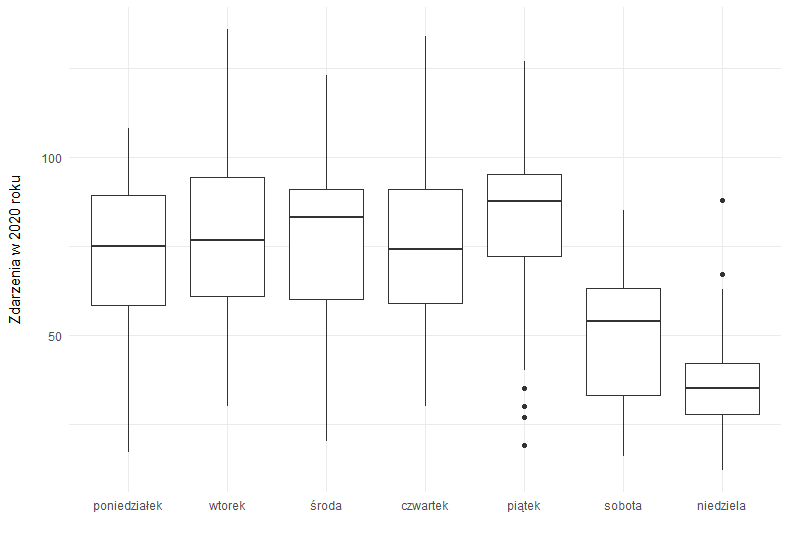 Zdarzenia w 2020 roku
100
50
poniedziałek wtorek środa czwartek piątek sobota niedziela